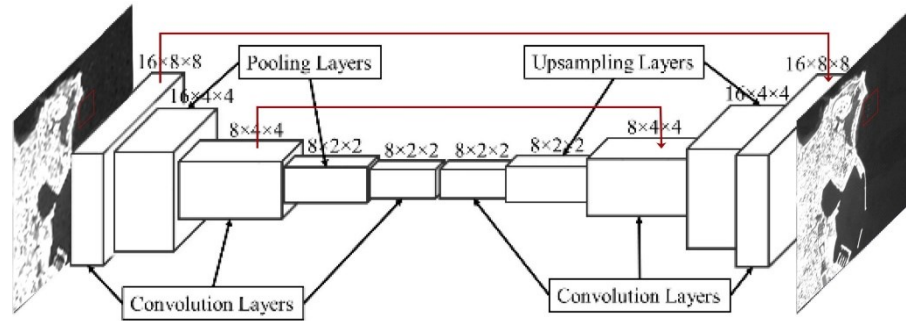 16×8×8
Pooling Layers
Upsampling Layers
16×8×8
16×4×4
16×4×4
8×4×4
8×4×4
8×2×2
8×2×2
8×2×2
8×2×2
Convolution Layers
Convolution Layers